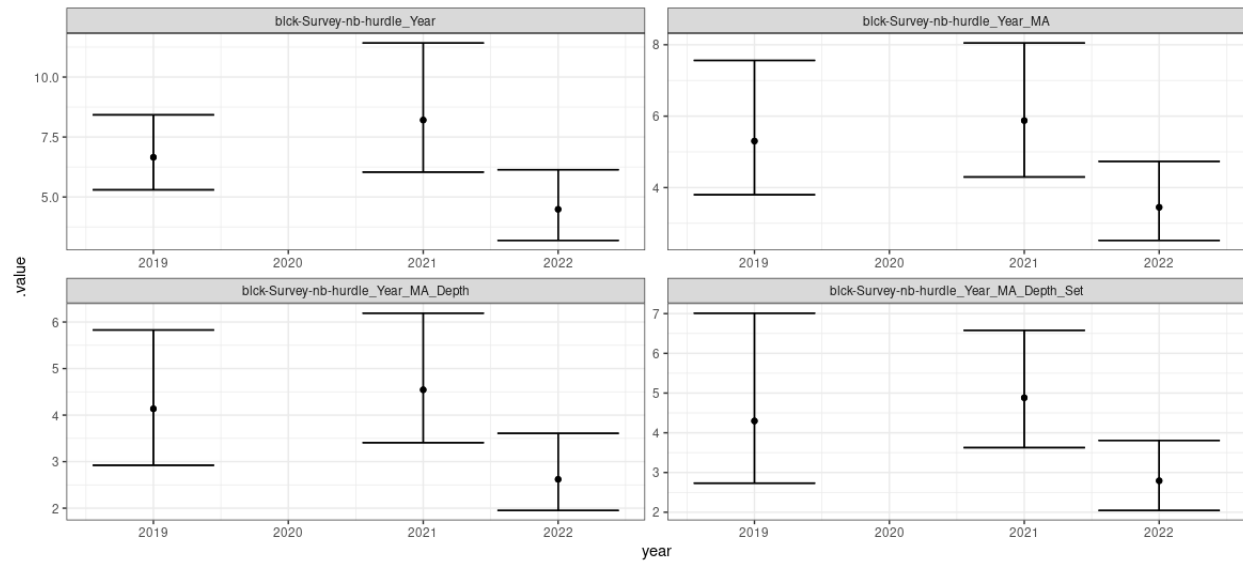 blck-Survey-nb-hurdle_Year
blck-Survey-nb-hurdle_Year_MA
10.0
7.5
5.0
8
6
4
2019 2020 2021 2022
2019 2020 2021 2022
.value
blck-Survey-nb-hurdle_Year_MA_Depth
blck-Survey-nb-hurdle_Year_MA_Depth_Set
6
5
4
3
2
7
6
5
4
3
2
2019 2020 2021 2022
2019 2020 2021 2022
year